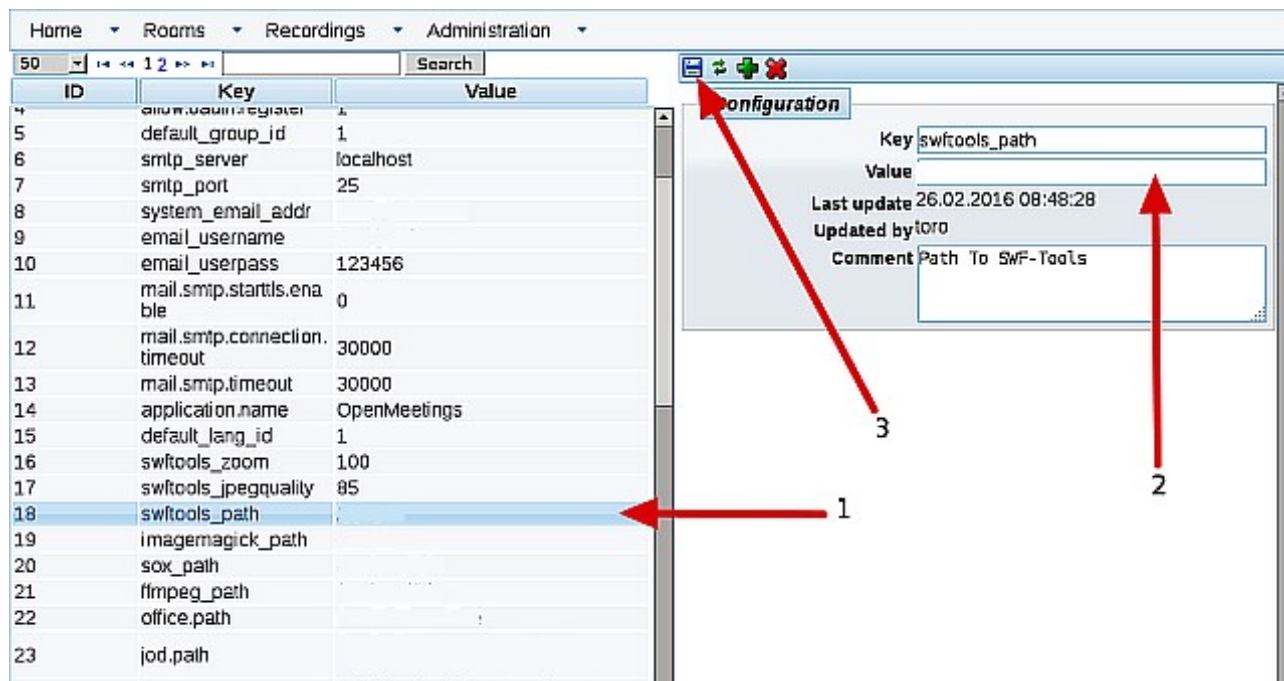 Home Rooms Recordings Administration
50 1 2 Search
ID Key Value
4 allow.oauth.register 1
5 default_group_id 1
6 smtp_server localhost
7 smtp_port 25
8 system_email_addr
9 email_username
10 email_userpass 123456
11 mail.smtp.starttls.ena
ble 0
12 mail.smtp.connection.
timeout 30000
13 mail.smtp.timeout 30000
14 application.name OpenMeetings
15 default_lang_id 1
16 swftools_zoom 100
17 swftools_jpegquality 85
18 swftools_path
19 imagemagick_path
20 sox_path
21 ffmpeg_path
22 office.path
23 jod.path
Configuration
Key swftools_path
Value
Last update 26.02.2016 08:48:28
Updated by toro
Comment Path To SWF-Tools
3
2
1